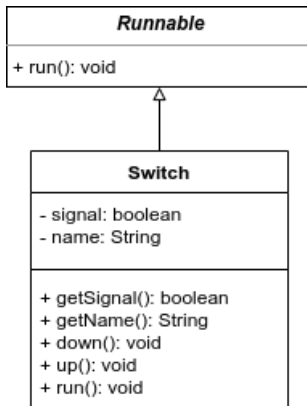 Runnable
+ run(): void
Switch
- signal: boolean
- name: String
+ getSignal(): boolean
+ getName(): String
+ down(): void
+ up(): void
+ run(): void